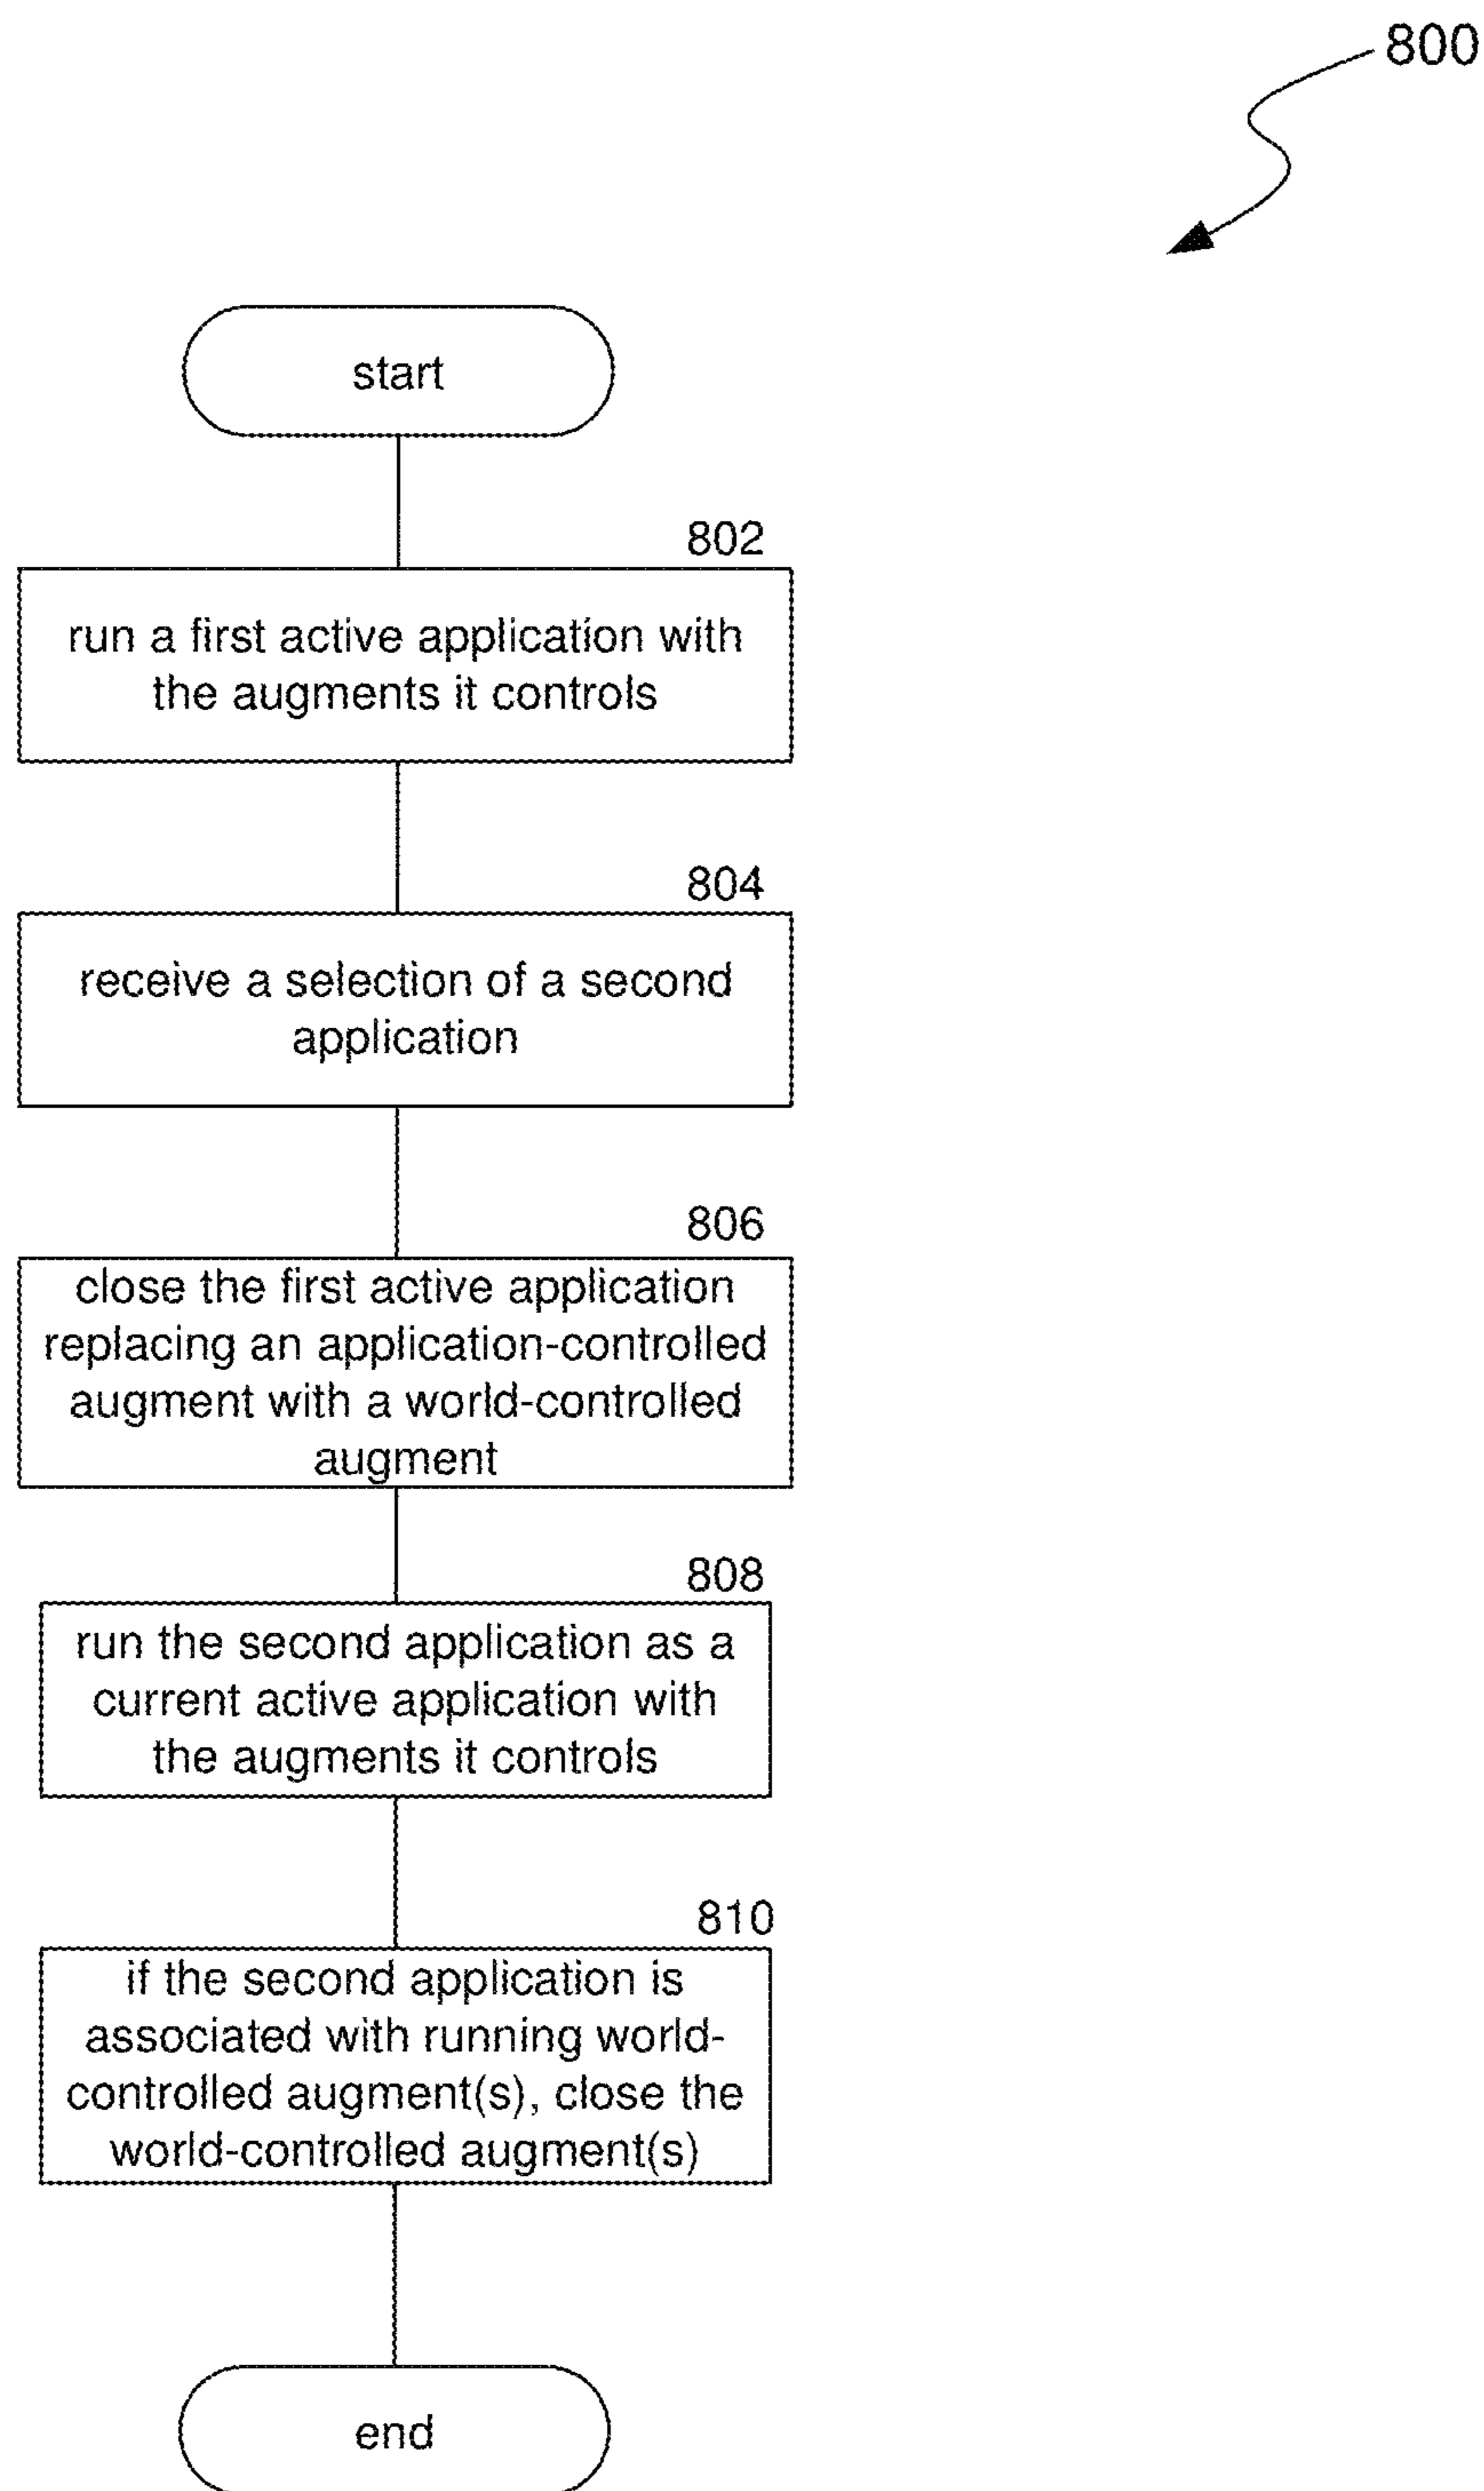 800
start
802
run a first active application with
the augments it controls
804
receive a selection of a second
application
806
close the first active application
replacing an application-controlled
augment with a world-controlled
augment
808
run the second application as a
current active application with
the augments it controls
810
if the second application is
associated with running world-
controlled augment(s), close the
world-controlled augment(s)
end